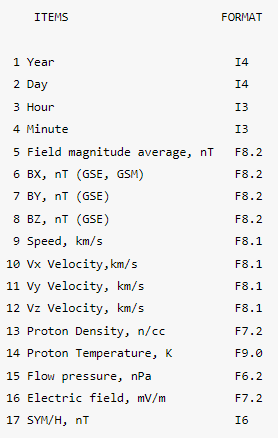 ITEMS FORMAT
1 Year I4
2 Day I4
3 Hour I3
4 Minute I3
5 Field magnitude average, nT F8.2
6 BX, nT (GSE, GSM) F8.2
7 BY, nT (GSE) F8.2
8 BZ, nT (GSE) F8.2
9 Speed, km/s F8.1
10 Vx Velocity,km/s F8.1
11 Vy Velocity, km/s F8.1
12 Vz Velocity, km/s F8.1
13 Proton Density, n/cc F7.2
14 Proton Temperature, K F9.0
15 Flow pressure, nPa F6.2
16 Electric field, mV/m F7.2
17 SYM/H, nT I6